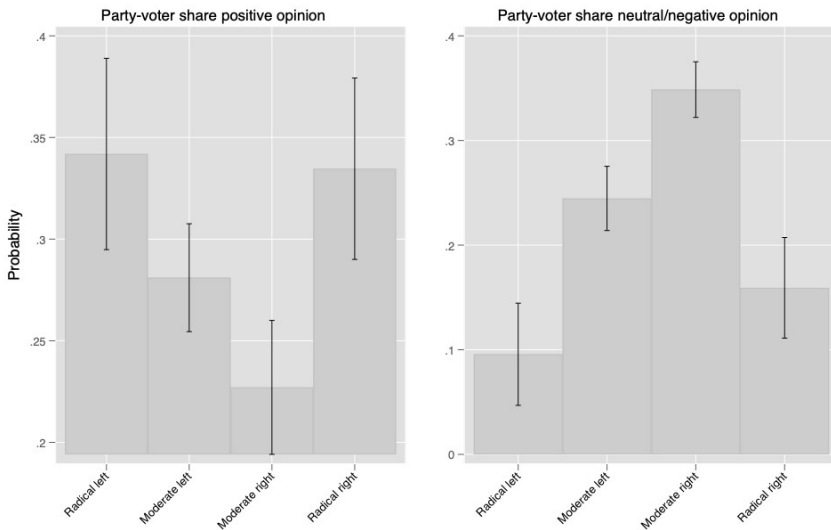 Party-voter share positive opinion
Party-voter share neutral/negative opinion
Probability
.4
.35
.3
.25
.2
Radical left
Moderate left
Moderate right
Radical right
.4
.3
.2
.1
0
Radical left
Moderate left
Moderate right
Radical right